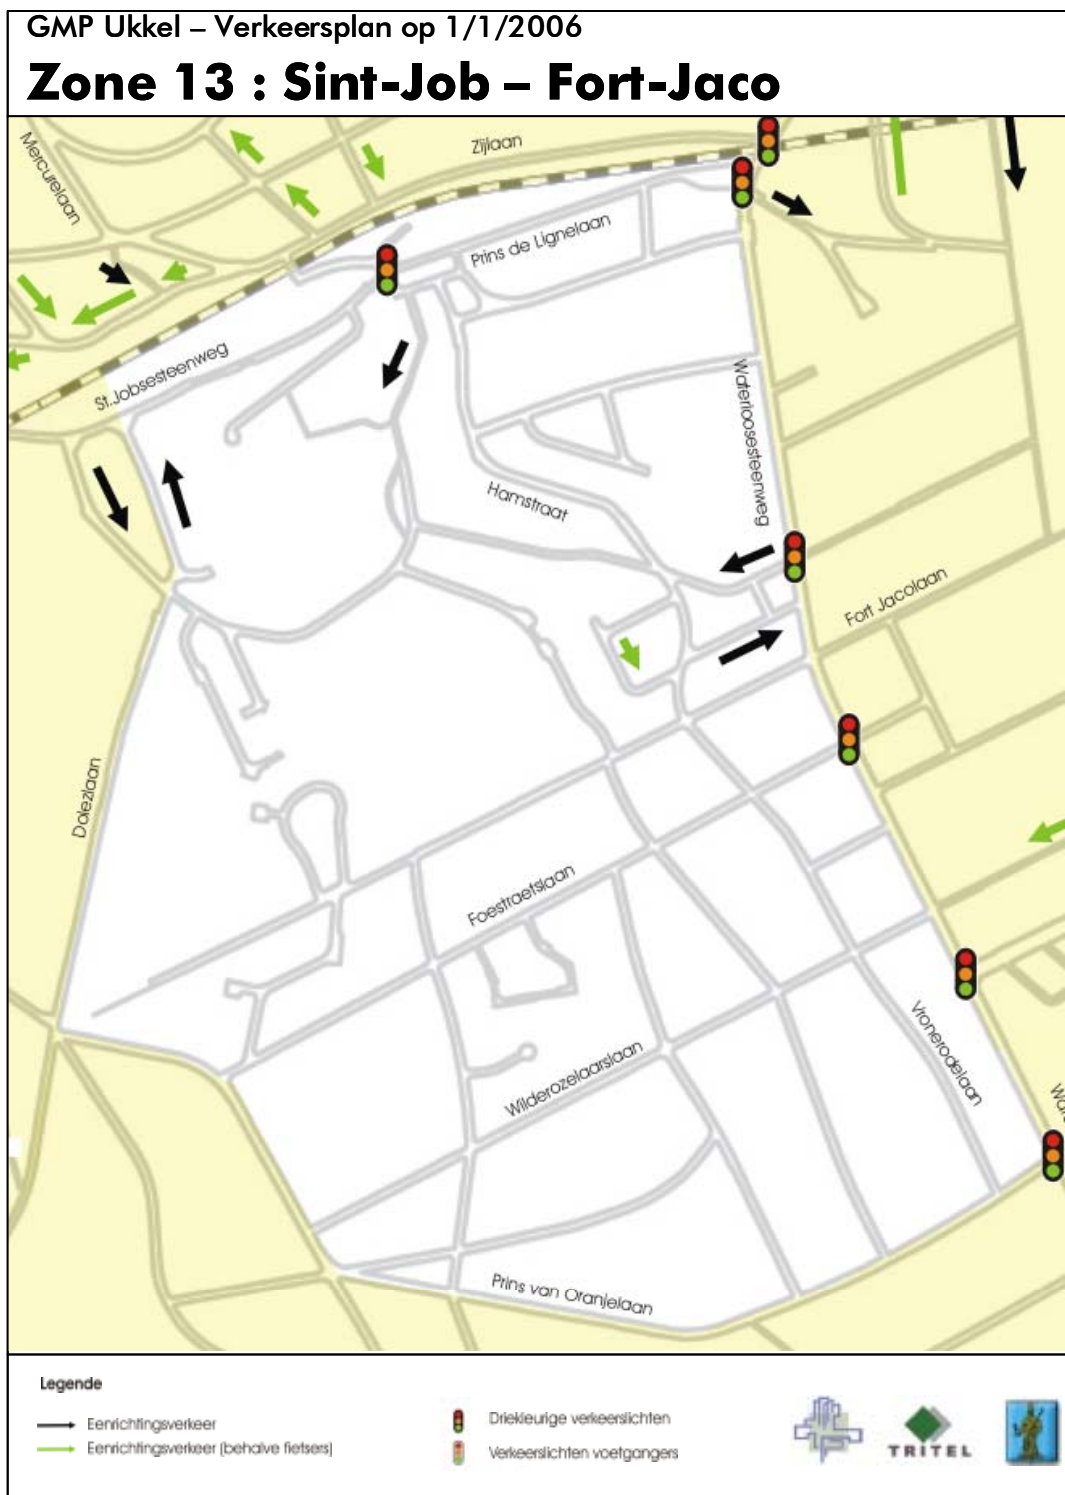 GMP Ukkel – Verkeersplan op 1/1/2006
Zone 13 : Sint-Job – Fort-Jaco
Mercurelaan
Zijlaan
Prins de Lignelaan
St.Jobsesteenweg
Waterloosesteenweg
Hamstraat
Fort Jacolaan
Dolezlaan
Foestraetslaan
Vronerodelaan
Wilderozelaarslaan
Prins van Oranjelaan
Legende
Eenrichtingsverkeer
Eenrichtingsverkeer (behalve fietsers)
Driekleurige verkeerslichten
Verkeerslichten voetgangers
TRITEL